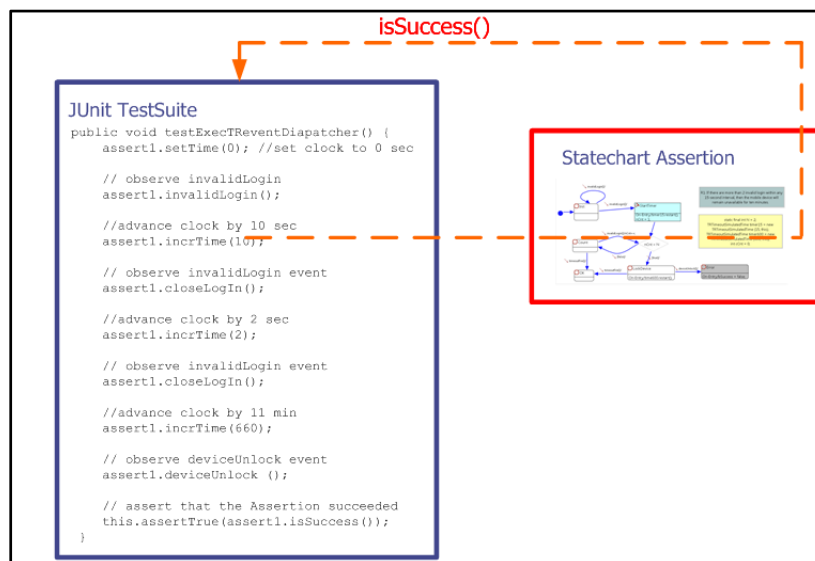 isSuccess()
JUnit TestSuite
public void testExecTReventDiapatcher() {
assert1.setTime(0); //set clock to 0 sec
// observe invalidLogin
assert1.invalidLogin();
//advance clock by 10 sec
assert1.incrTime(10);
// observe invalidLogin event
assert1.closeLogIn();
//advance clock by 2 sec
assert1.incrTime(2);
// observe invalidLogin event
assert1.closeLogIn();
//advance clock by 11 min
assert1.incrTime(660);
// observe deviceUnlock event
assert1.deviceUnlock ();
// assert that the Assertion succeeded
this.assertTrue(assert1.isSuccess());
}
Statechart Assertion